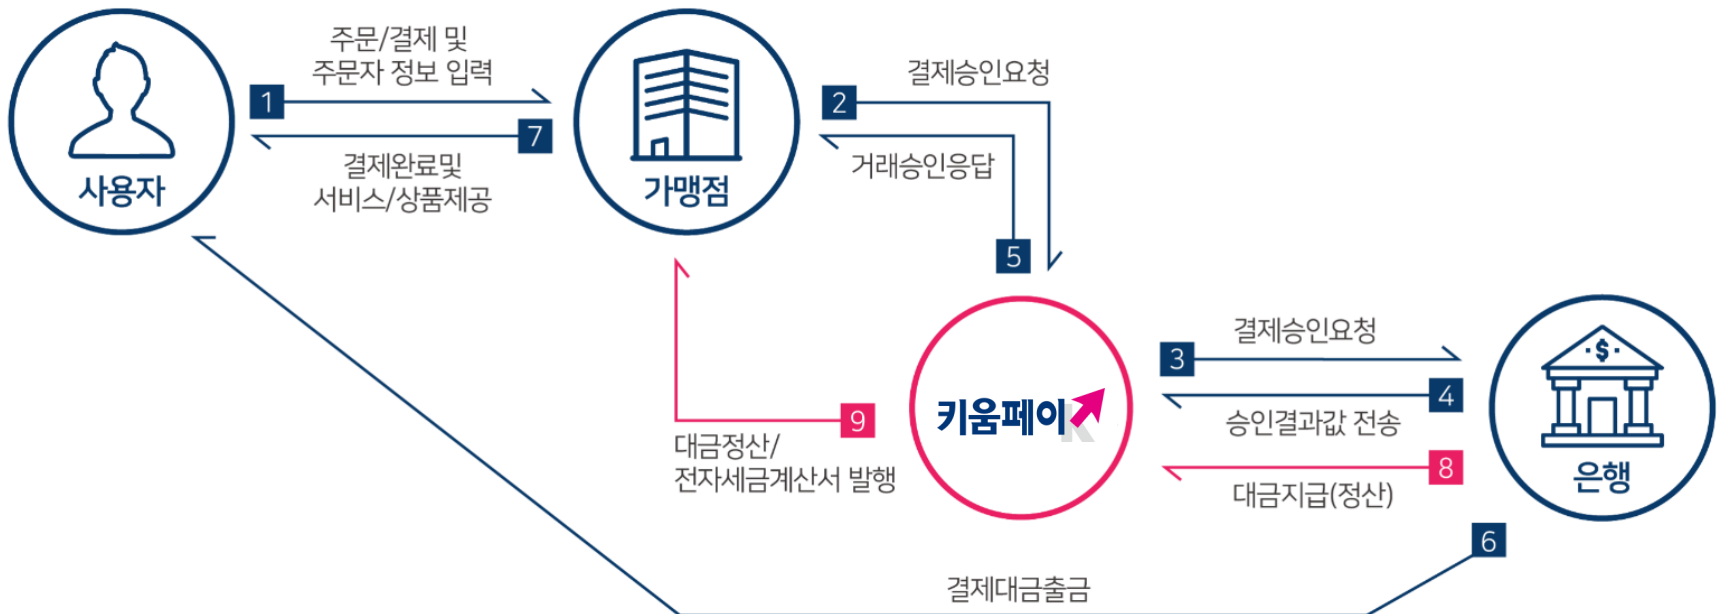 주문/결제 및
주문자 정보 입력
1
7
결제완료및
서비스/상품제공
사용자
가맹점
2
결제승인요청
거래승인응답
5
3
결제승인요청
4
승인결과값 전송
8
대금지급(정산)
$
은행
키움페이
K
9
대금정산/
전자세금계산서 발행
6
결제대금출금